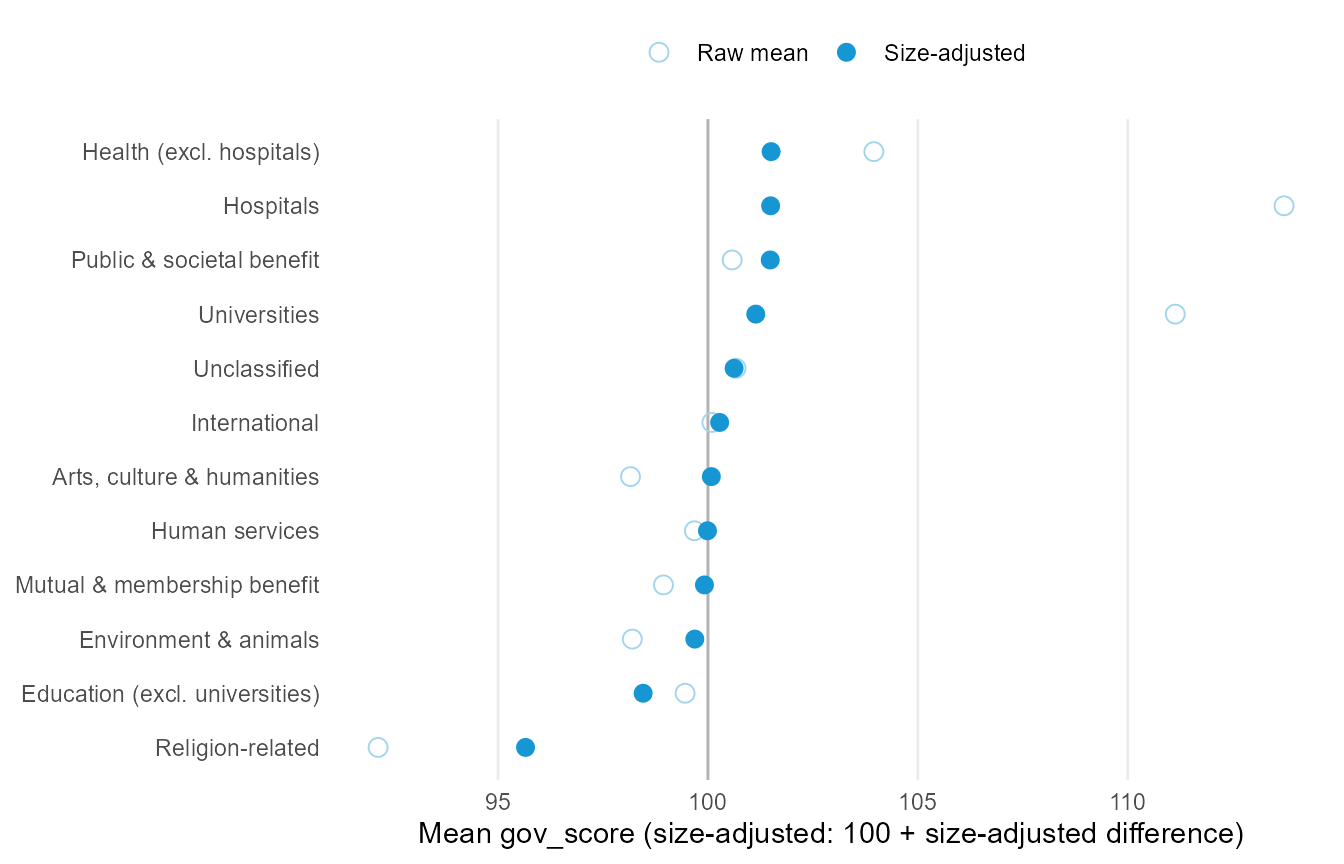 Raw mean
Size-adjusted
Health (excl. hospitals)
Hospitals
Public & societal benefit
Universities
Unclassified
International
Arts, culture & humanities
Human services
Mutual & membership benefit
Environment & animals
Education (excl. universities)
Religion-related
95
100
105
110
Mean gov_score (size-adjusted: 100 + size-adjusted difference)